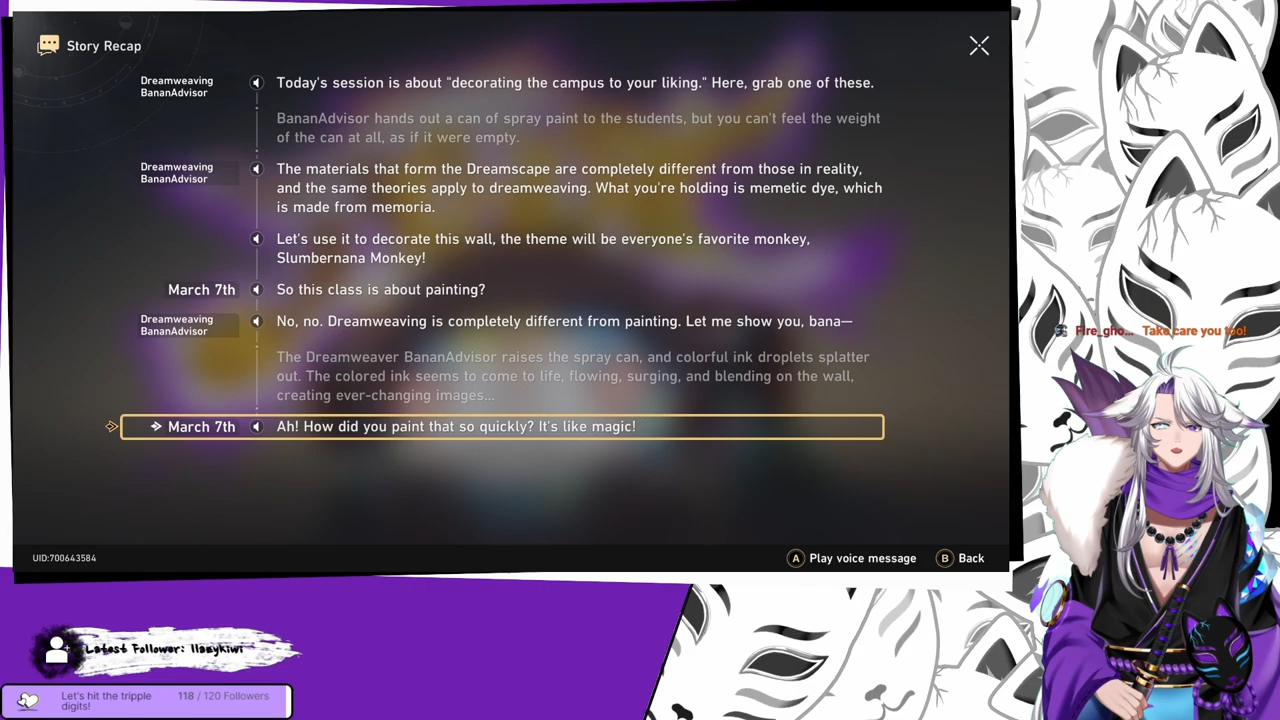 Story Recap
Dreamweaving
BananAdvisor
Today's session is about "decorating the campus to your liking." Here, grab one of these.
BananAdvisor hands out a can of spray paint to the students, but you can't feel the weight
of the can at all, as if it were empty.
Dreamweaving
BananAdvisor
The materials that form the Dreamscape are completely different from those in reality,
and the same theories apply to dreamweaving. What you're holding is memetic dye, which
is made from memoria.
Let's use it to decorate this wall, the theme will be everyone's favorite monkey,
Slumbernana Monkey!
March 7th
So this class is about painting?
Dreamweaving
BananAdvisor
No, no. Dreamweaving is completely different from painting. Let me show you, bana—
The Dreamweaver BananAdvisor raises the spray can, and colorful ink droplets splatter
out. The colored ink seems to come to life, flowing, surging, and blending on the wall,
creating ever-changing images...
March 7th
Ah! How did you paint that so quickly? It's like magic!
UID:700643584
A Play voice message
B Back
Fire_gho... Take care you too!
Latest Follower: llazykiwi
Let's hit the tripple
digits!
118 / 120 Followers